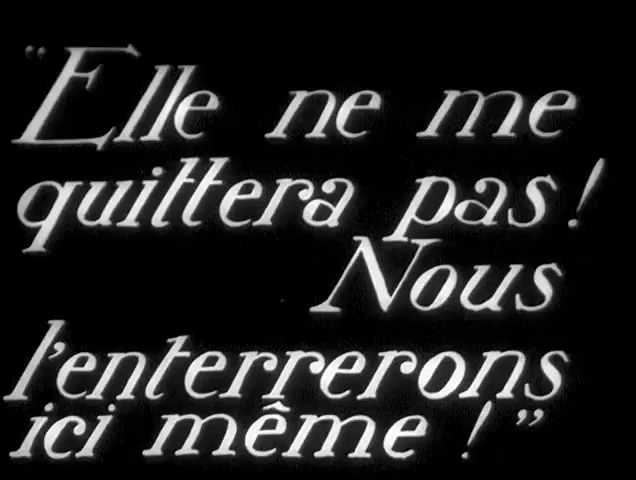 “Elle ne me
quittera pas!
Nous
l’enterrerons
ici même!”